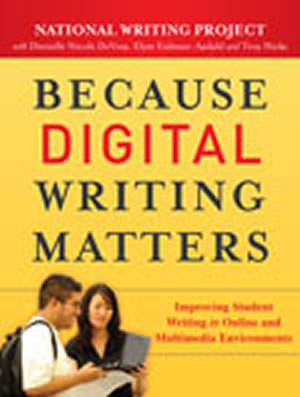 NATIONAL WRITING PROJECT
with Danielle Nicole DeVoss, Elyse Eidman-Aadahl and Troy Hicks
BECAUSE
DIGITAL
WRITING
MATTERS
Improving Student
Writing in Online and
Multimedia Environments